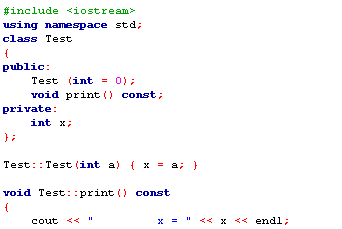 #include <iostream>
using namespace std;
class Test
{
public:
    Test (int = 0);
    void print() const;
private:
    int x;
};

Test::Test(int a) { x = a; }

void Test::print() const
{
    cout << "         x = " << x << endl;